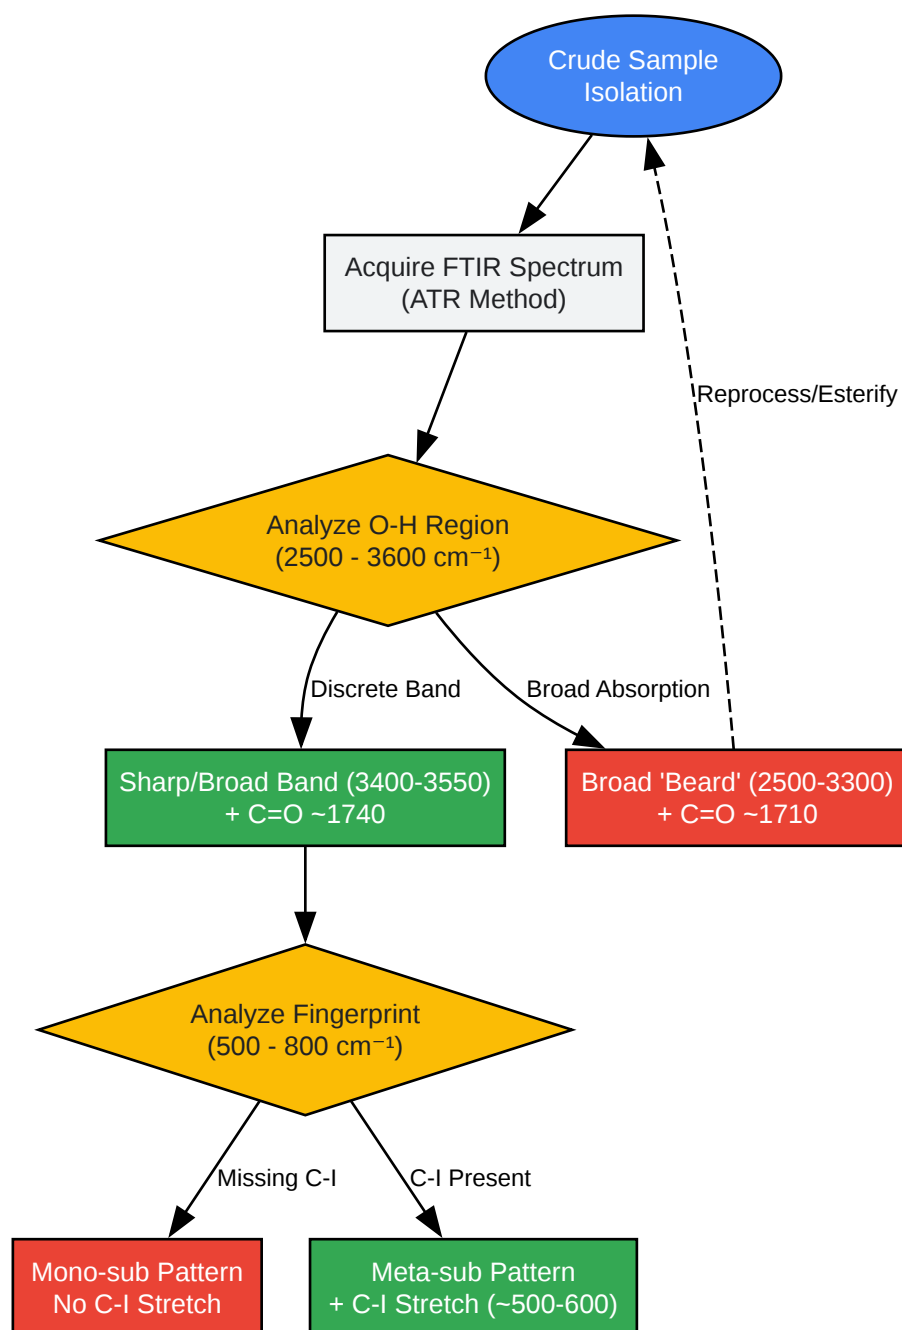 Crude Sample
Isolation
Acquire FTIR Spectrum
(ATR Method)
Reprocess/Esterify
Analyze O-H Region
(2500 - 3600 cm⁻¹)
Discrete Band
Broad Absorption
Sharp/Broad Band (3400-3550)
+ C=O ~1740
Broad 'Beard' (2500-3300)
+ C=O ~1710
Analyze Fingerprint
(500 - 800 cm⁻¹)
Missing C-I
C-I Present
Mono-sub Pattern
No C-I Stretch
Meta-sub Pattern
+ C-I Stretch (~500-600)